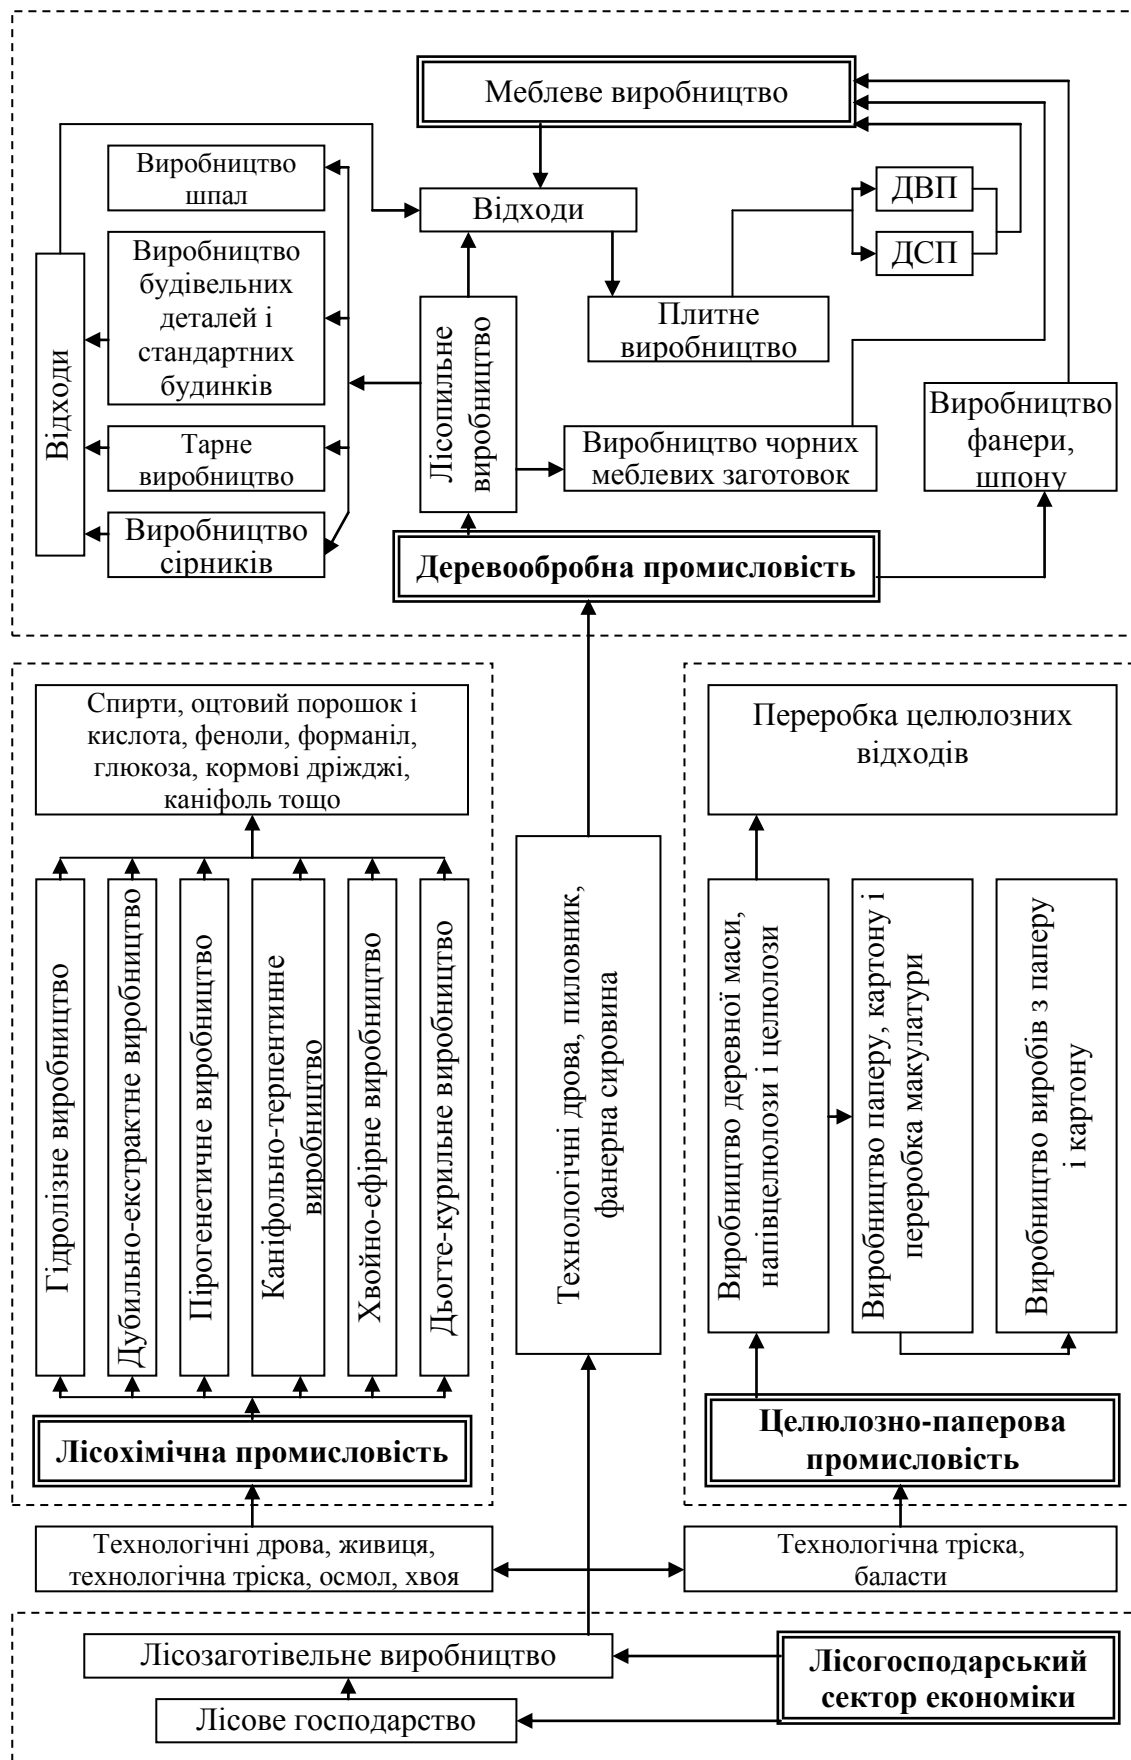 Меблеве виробництво
Виробництво
шпал
Відходи
ДВП
ДСП
Виробництво
будівельних
деталей і
стандартних
будинків
Відходи
Лісопильне
виробництво
Плитне
виробництво
Тарне
виробництво
Виробництво чорних
меблевих заготовок
Виробництво
фанери,
шпону
Виробництво
сірників
Деревообробна промисловість
Спирти, оцтовий порошок і
кислота, феноли, форманіл,
глюкоза, кормові дріжджі,
каніфоль тощо
Переробка целюлозних
відходів
Гідролізне виробництво
Дубильно-екстрактне виробництво
Пірогенетичне виробництво
Каніфольно-терпентинне
виробництво
Хвойно-ефірне виробництво
Дьогте-курильне виробництво
Технологічні дрова, пиловник,
фанерна сировина
Виробництво деревної маси,
напівцелюлози і целюлози
Виробництво паперу, картону і
переробка макулатури
Виробництво виробів з паперу
і картону
Лісохімічна промисловість
Целюлозно-паперова
промисловість
Технологічні дрова, живиця,
технологічна тріска, осмол, хвоя
Технологічна тріска,
баласти
Лісозаготівельне виробництво
Лісове господарство
Лісогосподарський
сектор економіки